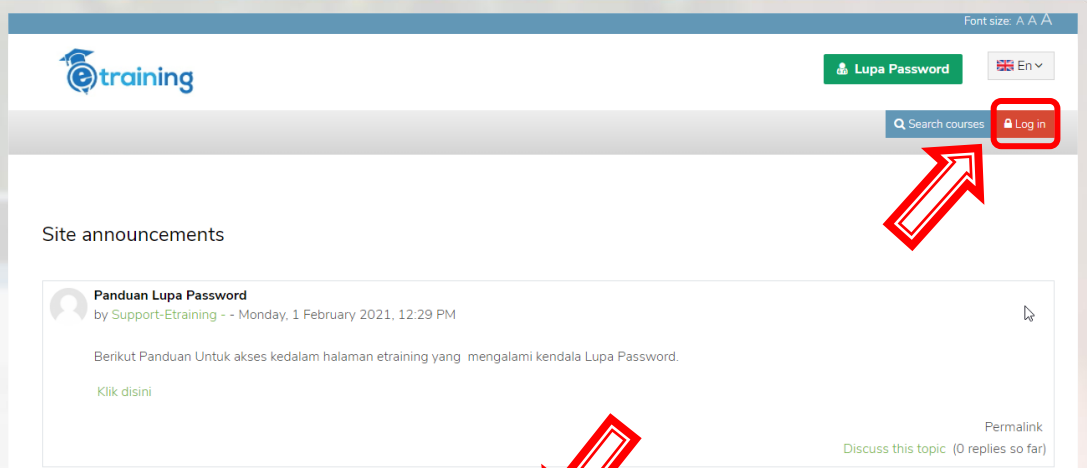 Font size: A A A
etraining
Lupa Password
En
Search courses
Log in
Site announcements
Panduan Lupa Password
by Support-Etraining - - Monday, 1 February 2021, 12:29 PM
Berikut Panduan Untuk akses kedalam halaman etraining yang mengalami kendala Lupa Password.
Klik disini
Permalink
Discuss this topic (0 replies so far)